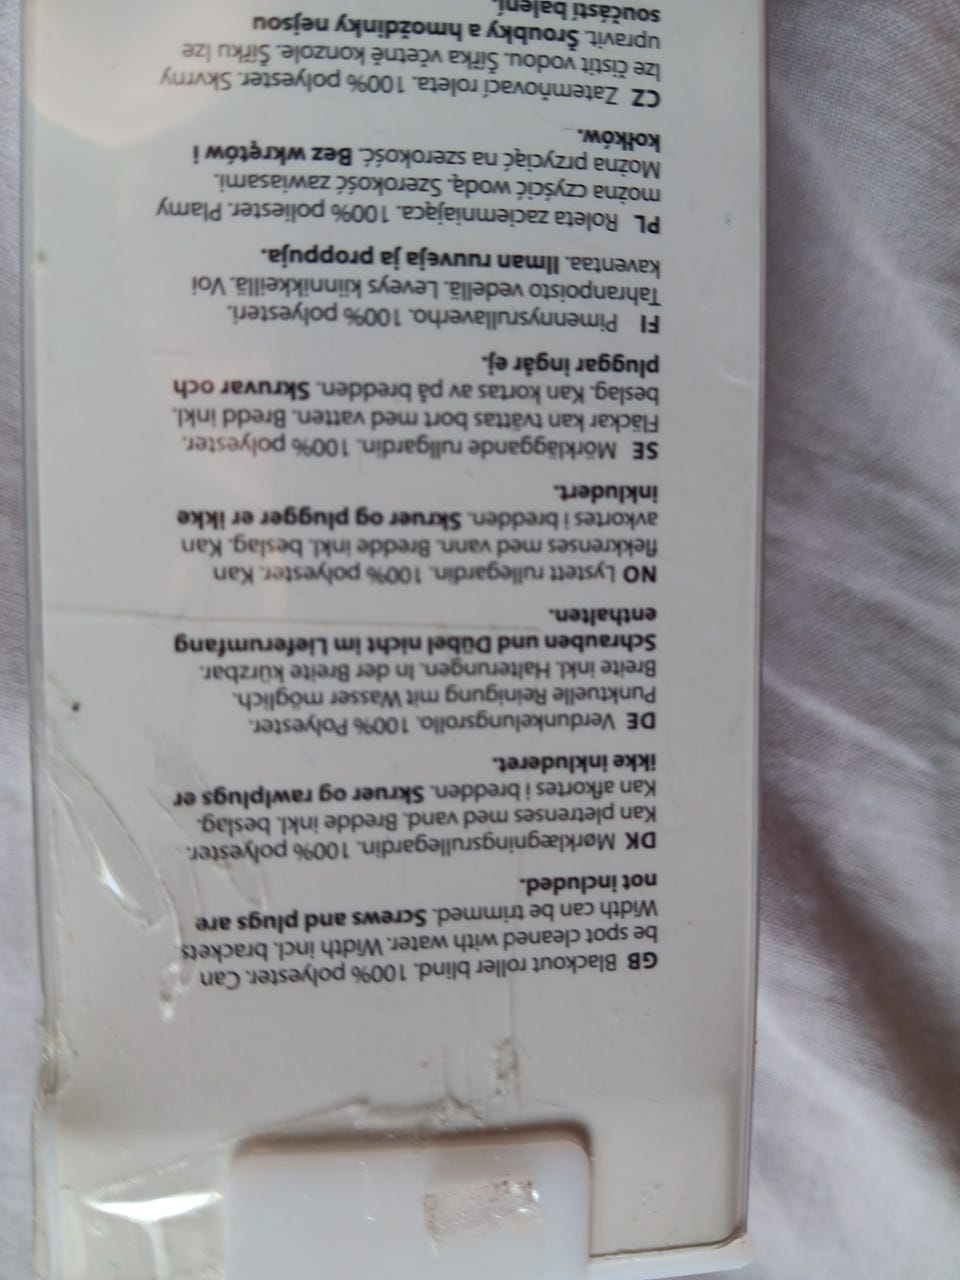 GB Blackout roller blind. 100% polyester. Can
be spot cleaned with water. Width incl. brackets.
Width can be trimmed. Screws and plugs are
not included.
DK Mørklægningsrullegardin. 100% polyester.
Kan pletrenses med vand. Bredde inkl. beslag.
Kan afkortes i bredden. Skruer og rawlplugs er
ikke inkluderet.
DE Verdunkelungsrollo. 100% Polyester.
Punktuelle Reinigung mit Wasser möglich.
Breite inkl. Halterungen. In der Breite kürzbar.
Schrauben und Dübel nicht im Lieferumfang
enthalten.
NO Lystett rullegardin. 100% polyester. Kan
flekkrenses med vann. Bredde inkl. beslag. Kan
avkortes i bredden. Skruer og plugger er ikke
inkludert.
SE Mörkläggande rullgardin. 100% polyester.
Fläckar kan tvättas bort med vatten. Bredd inkl.
beslag. Kan kortas av på bredden. Skruvar och
pluggar ingår ej.
FI Pimennysrullaverho. 100% polyesteri.
Tahranpoisto vedellä. Leveys kiinnikkeillä. Voi
kaventaa. Ilman ruuveja ja proppuja.
PL Roleta zaciemniająca. 100% poliester. Plamy
można czyścić wodą. Szerokość zawiasami.
Można przyciąć na szerokość. Bez wkrętów i
kołków.
CZ Zatemňovací roleta. 100% polyester. Skvrny
lze čistit vodou. Šířka včetně konzole. Šířku lze
upravit. Šroubky a hmoždinky nejsou
součástí balení.